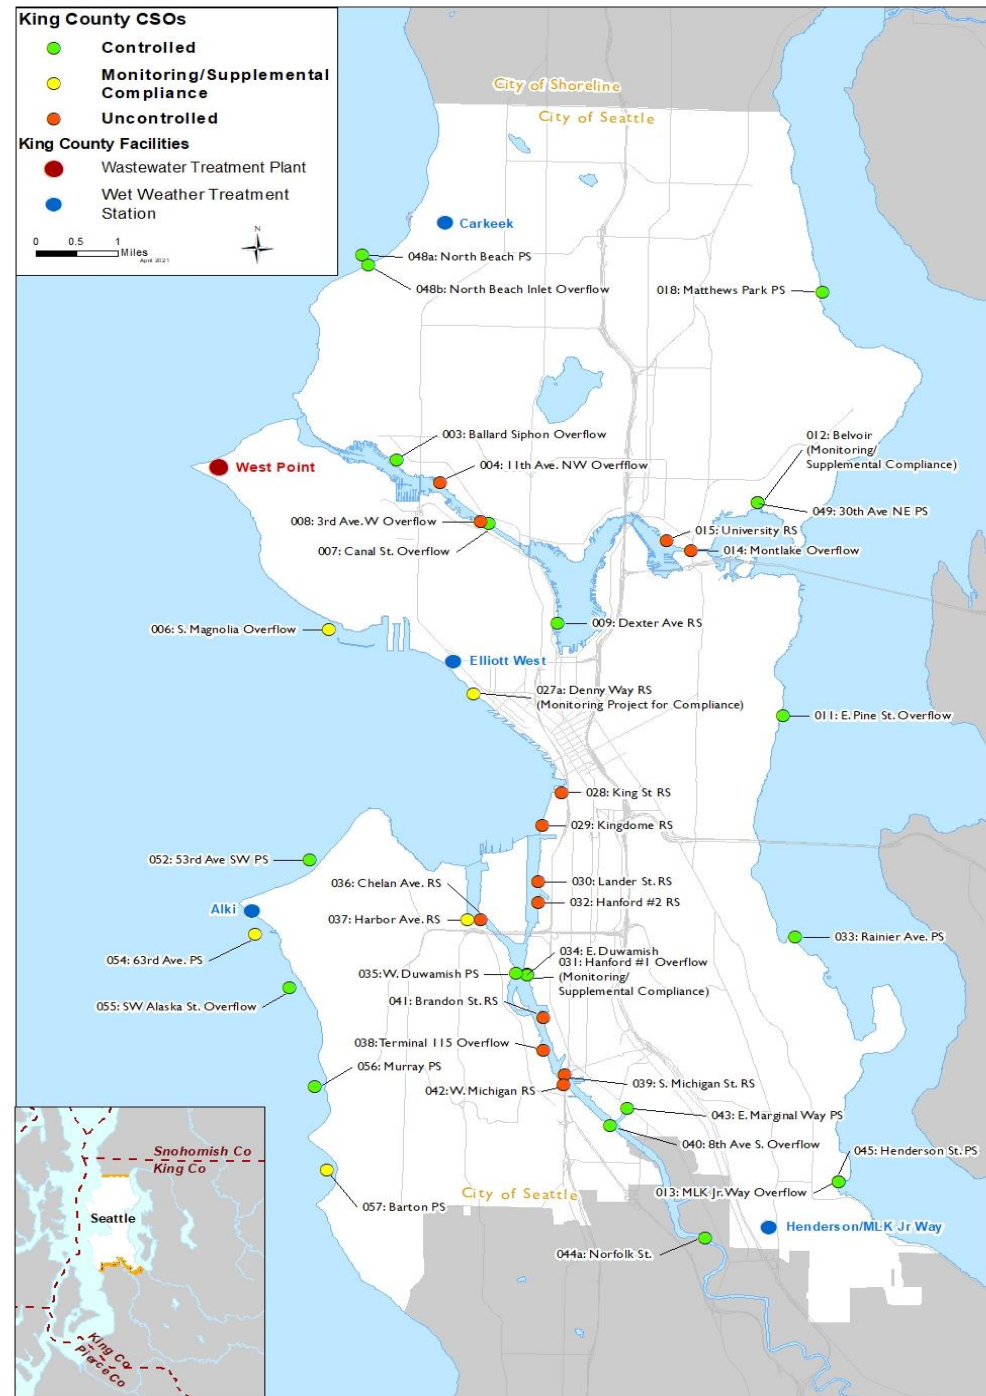 King County CSOs
Controlled
Monitoring/Supplemental
Compliance
Uncontrolled
King County Facilities
Wastewater Treatment Plant
Wet Weather Treatment
Station
N
0 0.5 1
Miles
April 2021
City of Shoreline
City of Seattle
Carkeek
048a: North Beach PS
048b: North Beach Inlet Overflow
018: Matthews Park PS
003: Ballard Siphon Overflow
004: 11th Ave. NW Overfflow
012: Belvoir
(Monitoring/
Supplemental Compliance)
West Point
008: 3rd Ave. W Overflow
007: Canal St. Overflow
049: 30th Ave NE PS
015: University RS
014: Montlake Overflow
006: S. Magnolia Overflow
009: Dexter Ave RS
Elliott West
027a: Denny Way RS
(Monitoring Project for Compliance)
011: E. Pine St. Overflow
028: King St RS
029: Kingdome RS
052: 53rd Ave SW PS
036: Chelan Ave. RS
030: Lander St. RS
032: Hanford #2 RS
Alki
037: Harbor Ave. RS
033: Rainier Ave. PS
054: 63rd Ave. PS
034: E. Duwamish
031: Hanford #1 Overflow
(Monitoring/
Supplemental Compliance)
035: W. Duwamish PS
055: SW Alaska St. Overflow
041: Brandon St. RS
038: Terminal 115 Overflow
056: Murray PS
042: W. Michigan RS
039: S. Michigan St. RS
043: E. Marginal Way PS
040: 8th Ave S. Overflow
045: Henderson St. PS
013: MLK Jr. Way Overflow
057: Barton PS
City of Seattle
Henderson/MLK Jr Way
044a: Norfolk St.
Snohomish Co
King Co
Seattle
King Co
Pierce Co